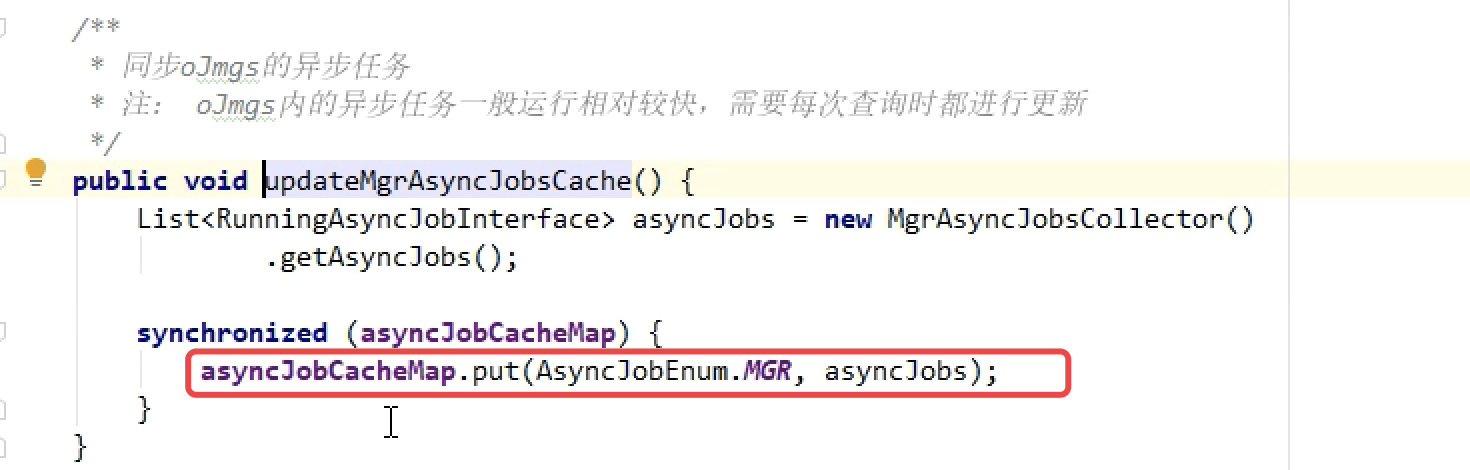 /**
* 同步oJmgs的异步任务
* 注： oJmgs内的异步任务一般运行相对较快，需要每次查询时都进行更新
*/
public void updateMgrAsyncJobsCache() {
List<RunningAsyncJobInterface> asyncJobs = new MgrAsyncJobsCollector()
.getAsyncJobs();
synchronized (asyncJobCacheMap) {
asyncJobCacheMap.put(AsyncJobEnum.MGR, asyncJobs);
}
}